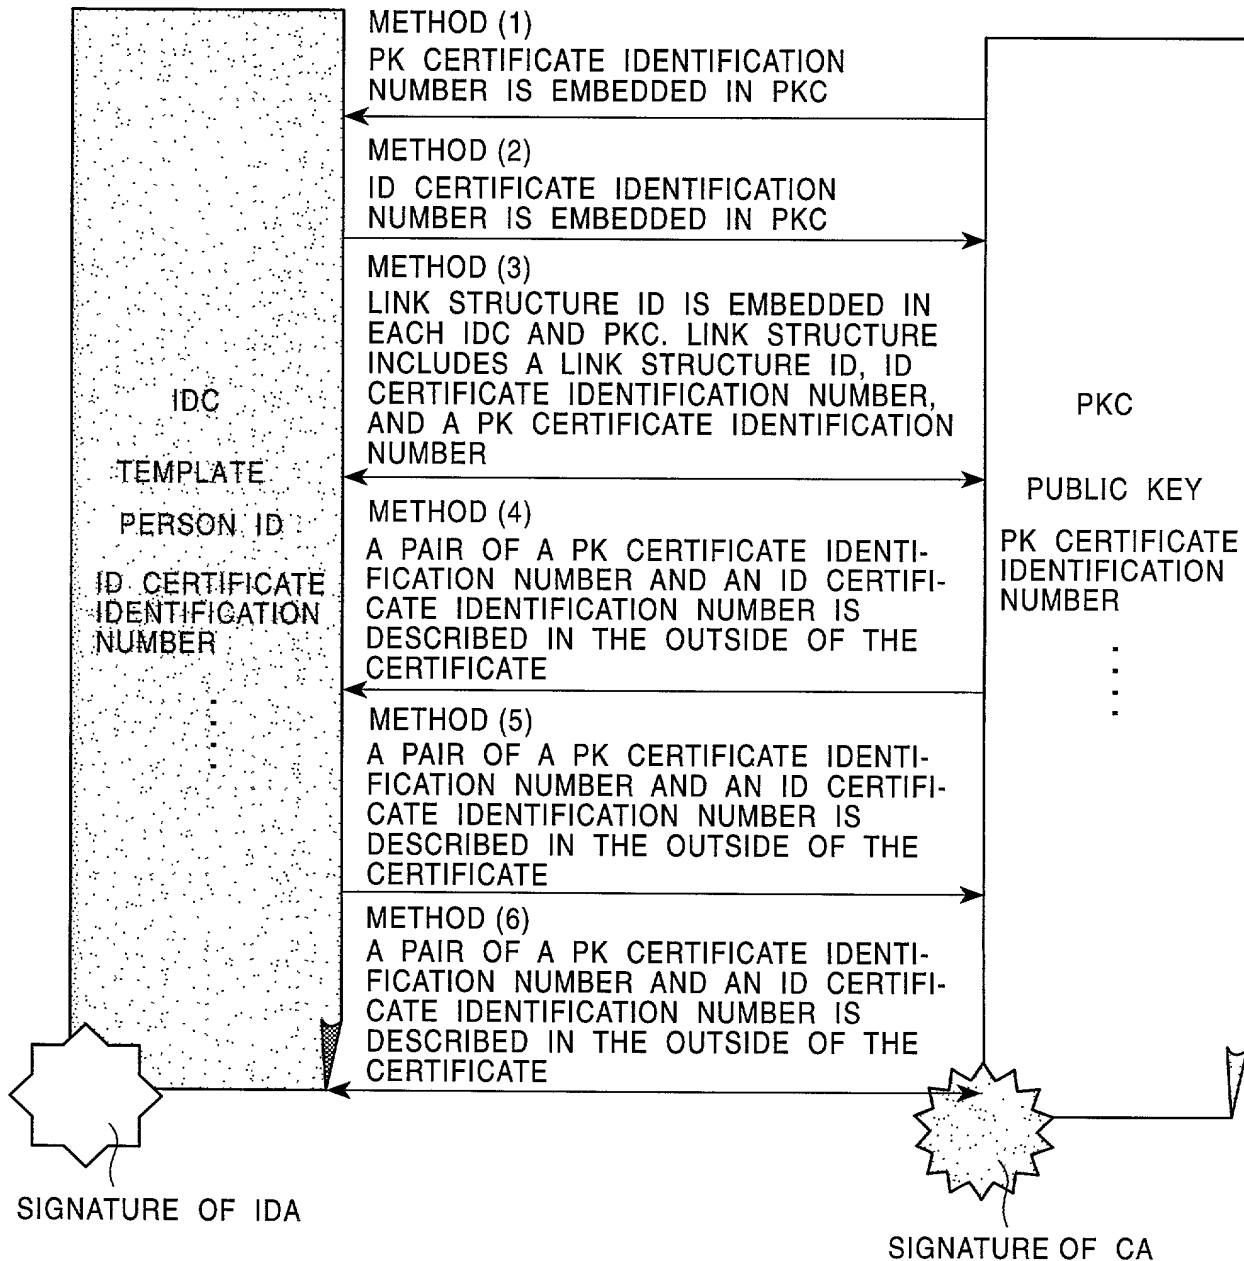 METHOD (1)
PK CERTIFICATE IDENTIFICATION
NUMBER IS EMBEDDED IN PKC
METHOD (2)
ID CERTIFICATE IDENTIFICATION
NUMBER IS EMBEDDED IN PKC
METHOD (3)
LINK STRUCTURE ID IS EMBEDDED IN
EACH IDC AND PKC. LINK STRUCTURE
INCLUDES A LINK STRUCTURE ID, ID
CERTIFICATE IDENTIFICATION NUMBER,
AND A PK CERTIFICATE IDENTIFICATION
NUMBER
METHOD (4)
A PAIR OF A PK CERTIFICATE IDENTI-
FICATION NUMBER AND AN ID CERTIFI-
CATE IDENTIFICATION NUMBER IS
DESCRIBED IN THE OUTSIDE OF THE
CERTIFICATE
METHOD (5)
A PAIR OF A PK CERTIFICATE IDENTI-
FICATION NUMBER AND AN ID CERTIFI-
CATE IDENTIFICATION NUMBER IS
DESCRIBED IN THE OUTSIDE OF THE
CERTIFICATE
METHOD (6)
A PAIR OF A PK CERTIFICATE IDENTI-
FICATION NUMBER AND AN ID CERTIFI-
CATE IDENTIFICATION NUMBER IS
DESCRIBED IN THE OUTSIDE OF THE
CERTIFICATE
IDC
TEMPLATE
PERSON ID
ID CERTIFICATE
IDENTIFICATION
NUMBER
PKC
PUBLIC KEY
PK CERTIFICATE
IDENTIFICATION
NUMBER
SIGNATURE OF IDA
SIGNATURE OF CA